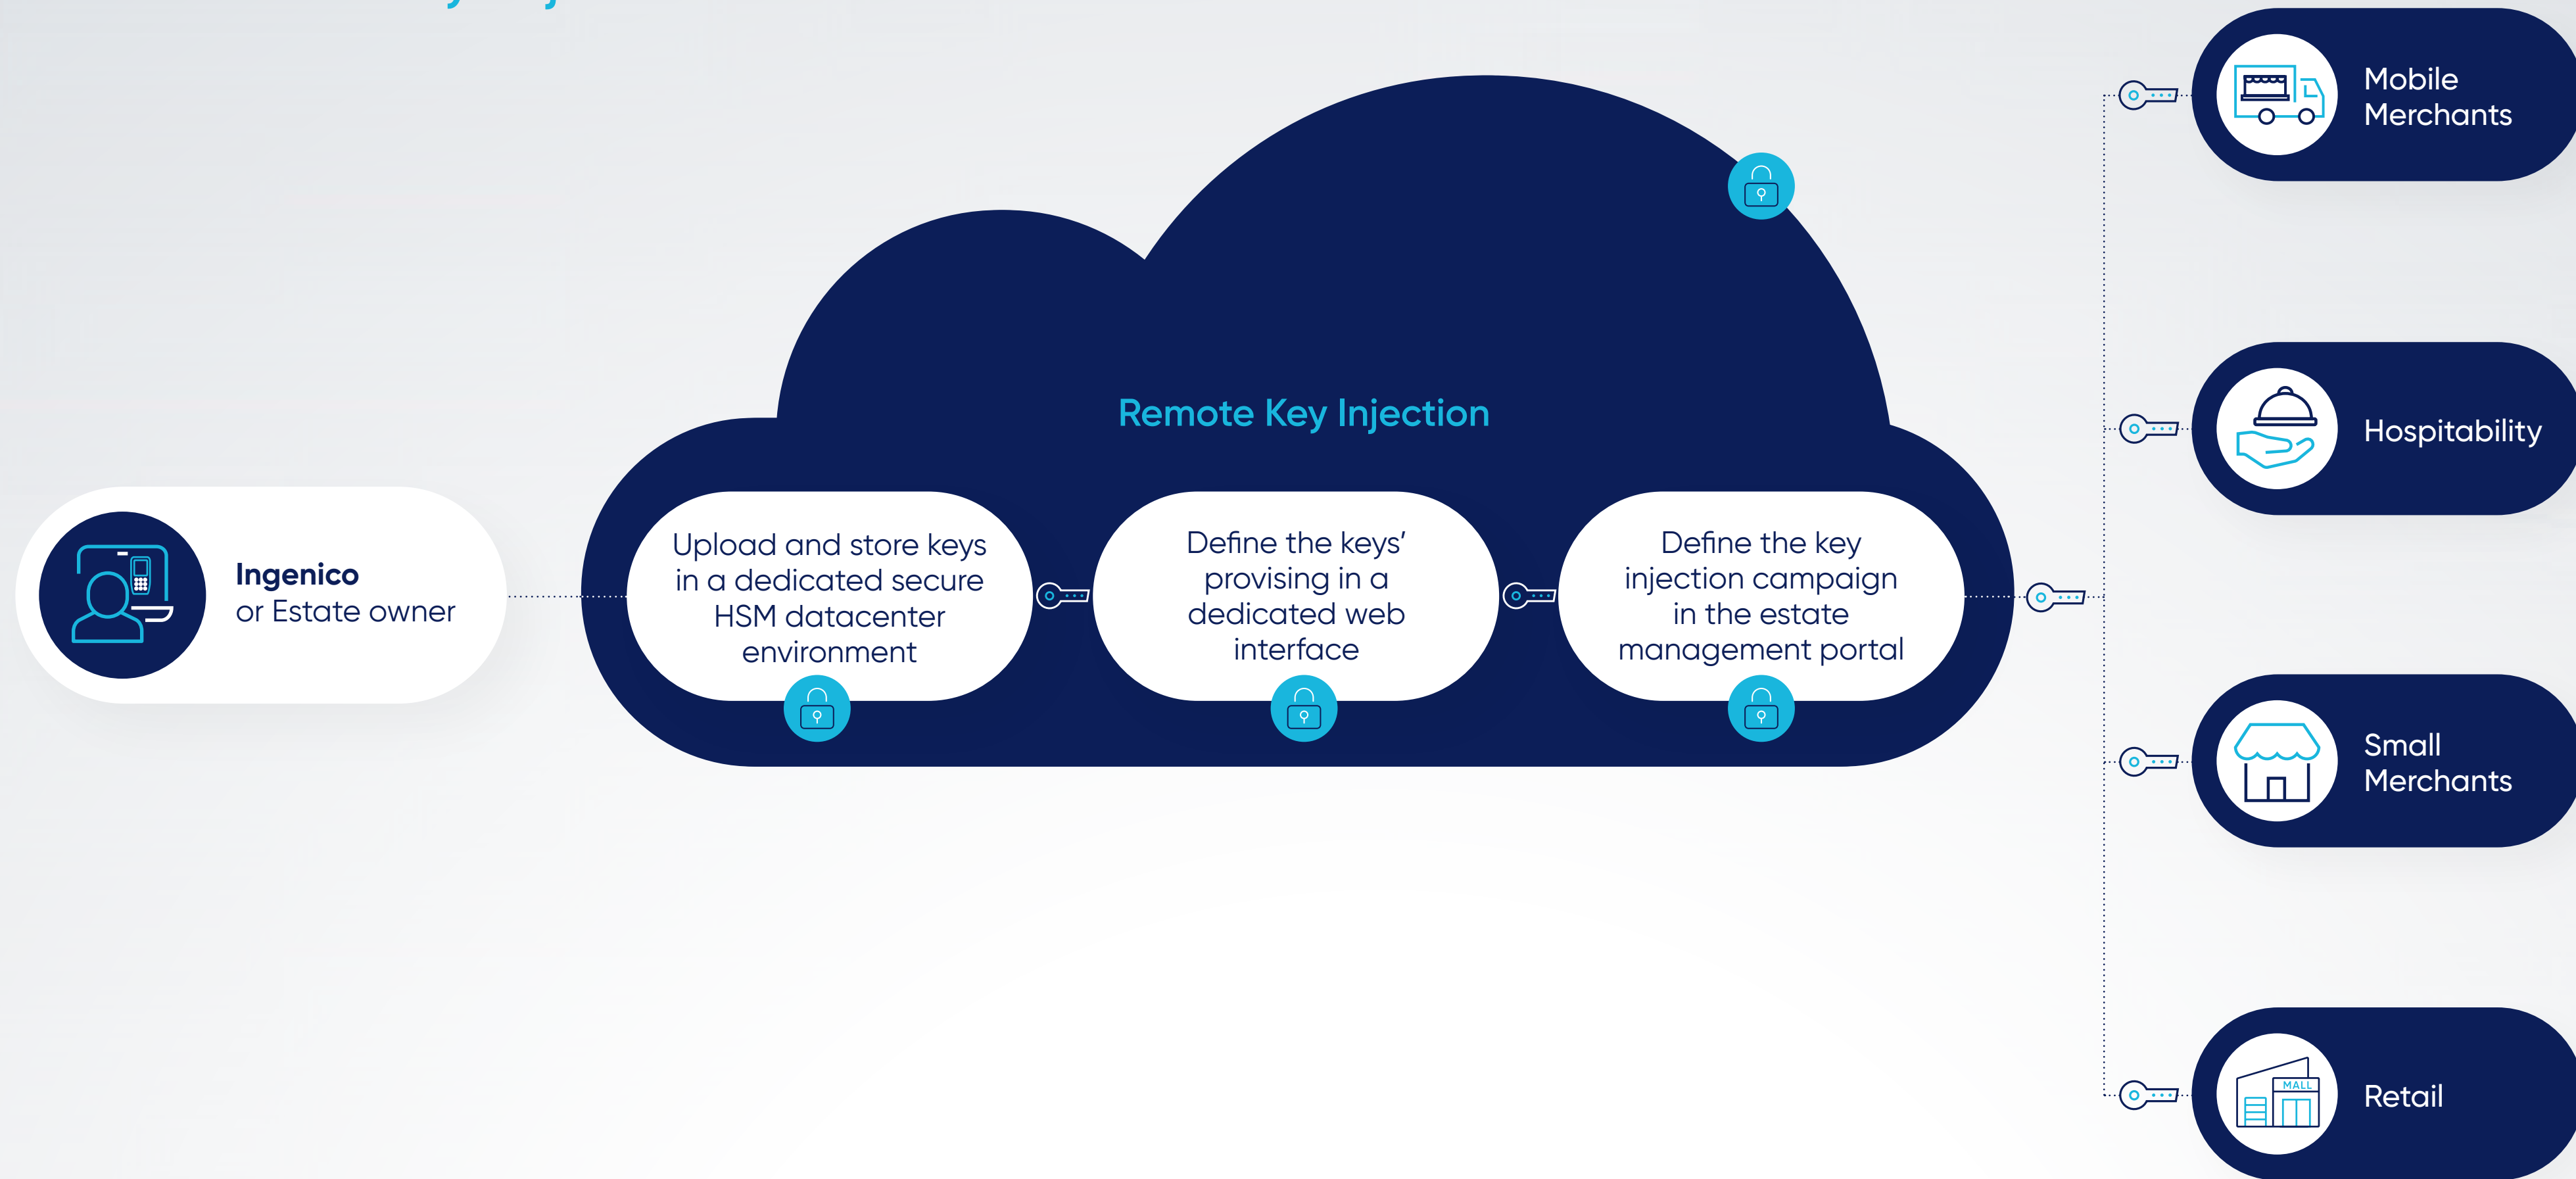 Remote Key Injection
Ingenico
or Estate owner
Upload and store keys
in a dedicated secure
HSM datacenter
environment
Define the keys'
provising in a
dedicated web
interface
Define the key
injection campaign
in the estate
management portal
Mobile
Merchants
Hospitability
Small
Merchants
MALL
Retail